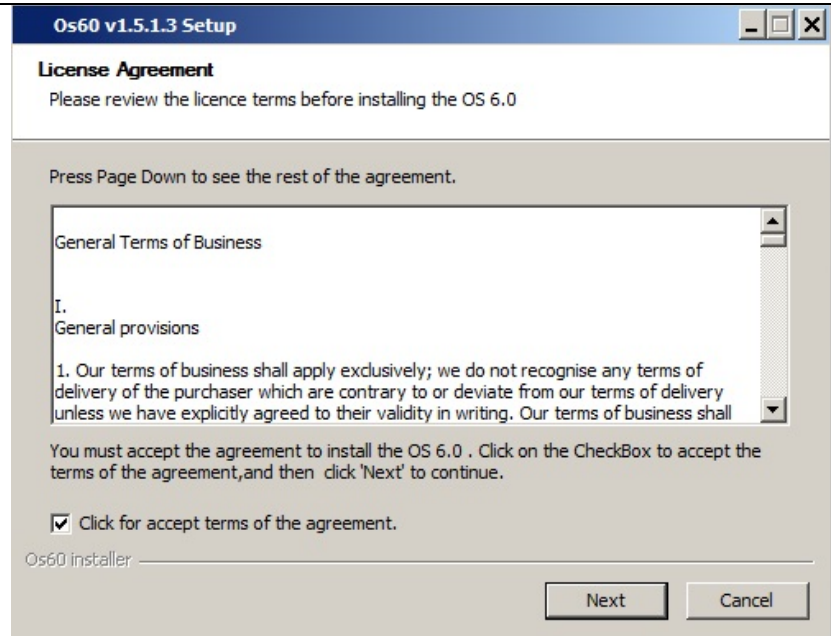 Os60 v1.5.1.3 Setup
License Agreement
Please review the licence terms before installing the OS 6.0
Press Page Down to see the rest of the agreement.
General Terms of Business
I.
General provisions
1. Our terms of business shall apply exclusively; we do not recognise any terms of
delivery of the purchaser which are contrary to or deviate from our terms of delivery
unless we have explicitly agreed to their validity in writing. Our terms of business shall
You must accept the agreement to install the OS 6.0 . Click on the CheckBox to accept the
terms of the agreement,and then click 'Next' to continue.
Click for accept terms of the agreement.
Os60 installer
Next
Cancel